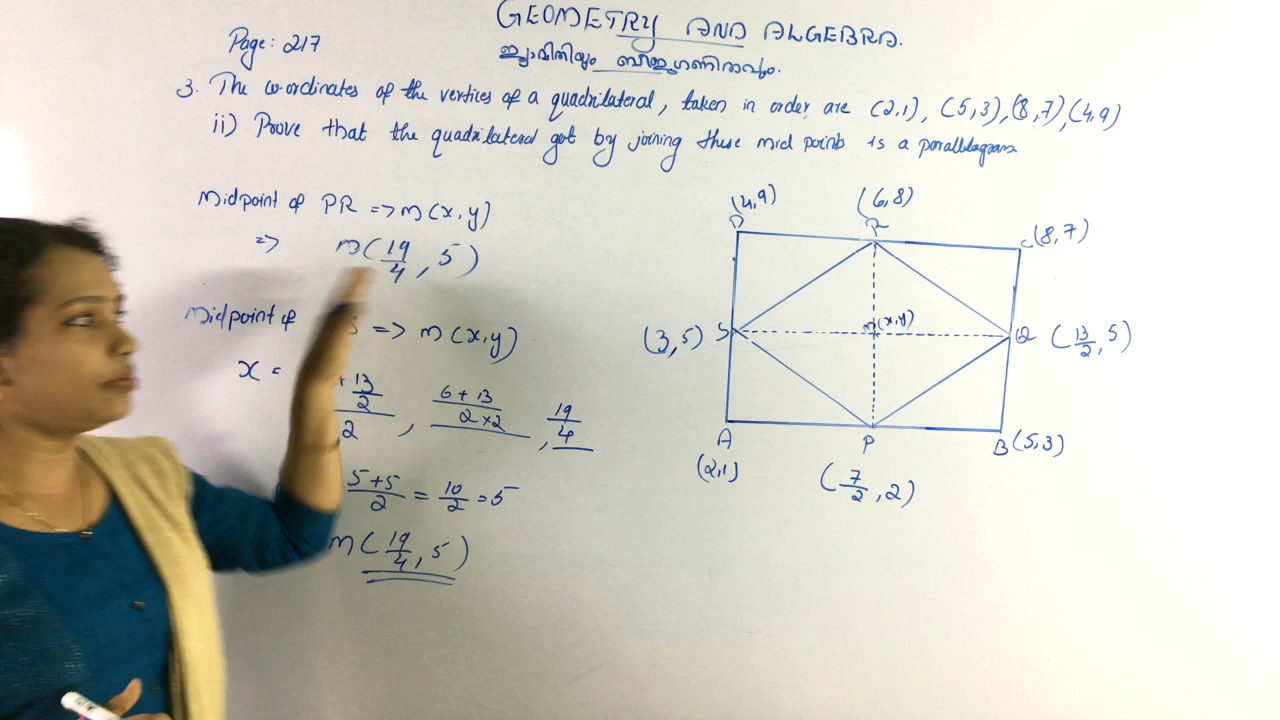 GEOMETRY AND ALGEBRA.
Page: 217
ജ്യാമിതിയും ബീജഗണിതവും.
3. The co-ordinates of the vertices of a quadrilateral, taken in order, are (2,1), (5,3), (8,7), (4,9)
ii) Prove that the quadrilateral got by joining these mid points is a parallelogram
Midpoint of PR => M(x,y)
=> M(19/4, 5)
Midpoint of S => M(x,y)
x = + 13/2 / 2, 6+13 / 2×2, 19/4
5+5/2 = 10/2 = 5
M(19/4, 5)
(4,9) (6,8)
D R C (8,7)
(3,5) S M(x,y) Q (13/2, 5)
A P B (5,3)
(2,1) (7/2, 2)